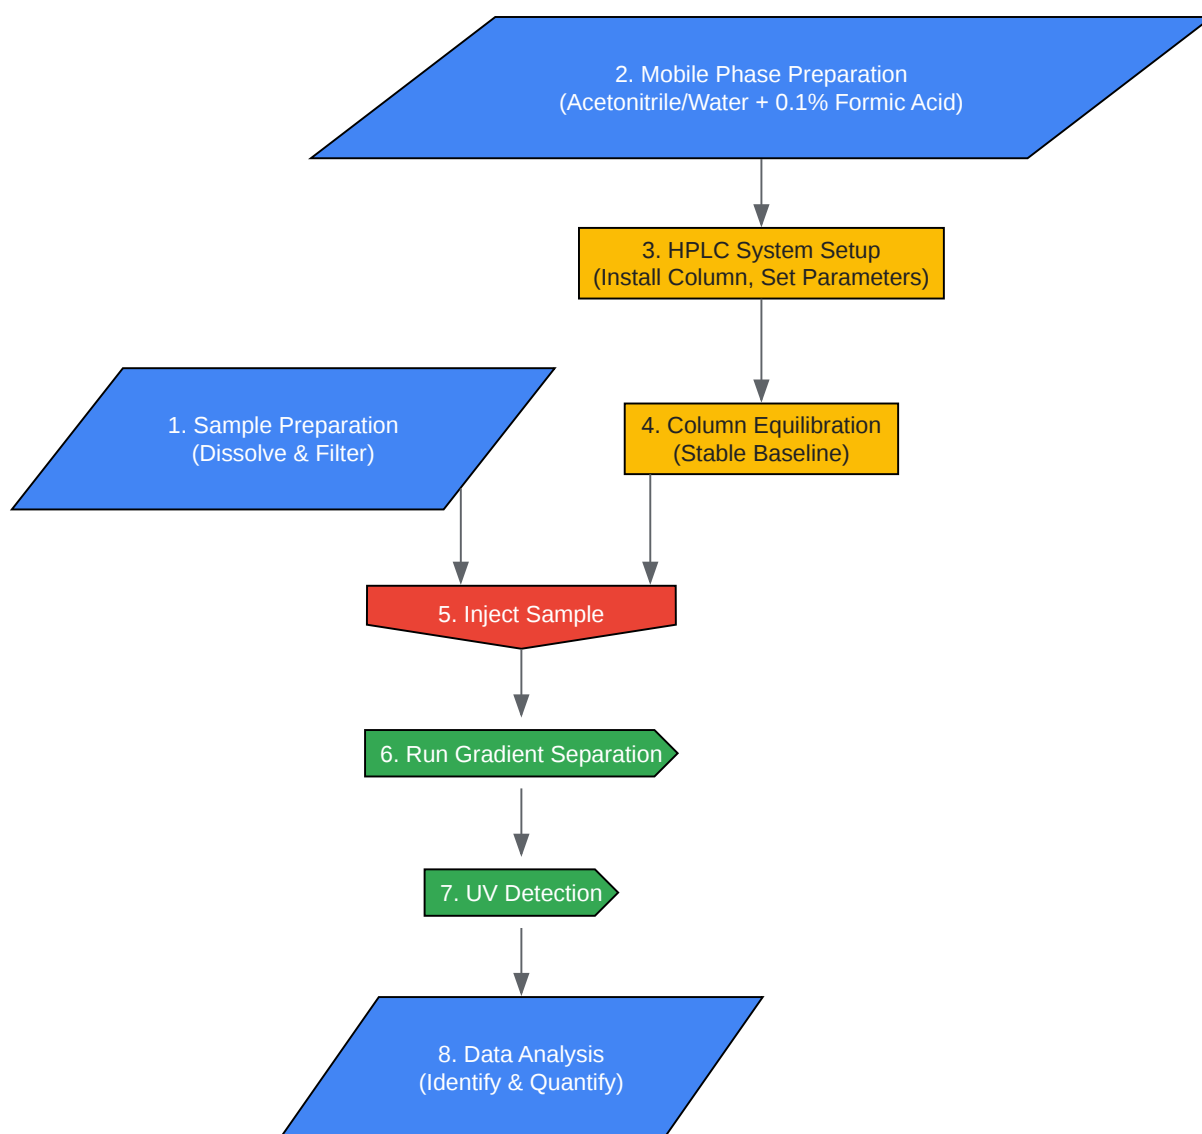 2. Mobile Phase Preparation
(Acetonitrile/Water + 0.1% Formic Acid)
3. HPLC System Setup
(Install Column, Set Parameters)
1. Sample Preparation
(Dissolve & Filter)
4. Column Equilibration
(Stable Baseline)
5. Inject Sample
6. Run Gradient Separation
7. UV Detection
8. Data Analysis
(Identify & Quantify)